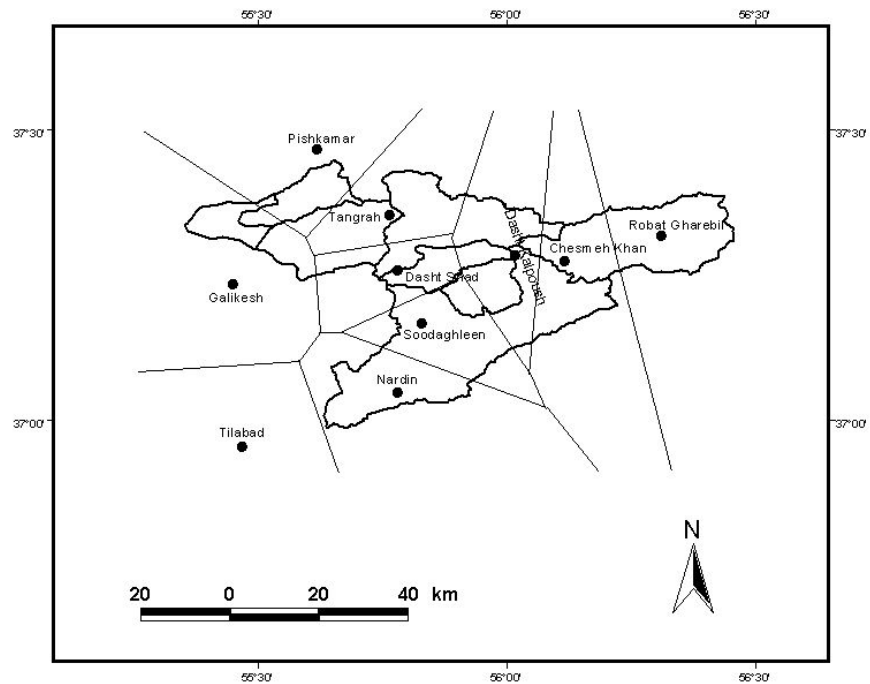 55°30' 56°00' 56°30'
37°30' 37°30'
Pishkamar
Tangrah
Dasht Kalpoush
Robat Gharebil
Chesmeh Khan
Dasht Shad
Galikesh
Soodaghleen
Nardin
37°00' 37°00'
Tilabad
N
20 0 20 40 km
55°30' 56°00' 56°30'